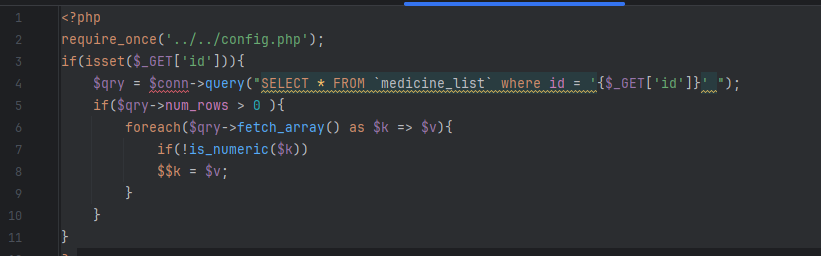 1 <?php
2 require_once('../../config.php');
3 if(isset($_GET['id'])){
4 $qry = $conn->query("SELECT * FROM `medicine_list` where id = '{$_GET['id']}' ");
5 if($qry->num_rows > 0 ){
6 foreach($qry->fetch_array() as $k => $v){
7 if(!is_numeric($k))
8 $$k = $v;
9 }
10 }
11 }